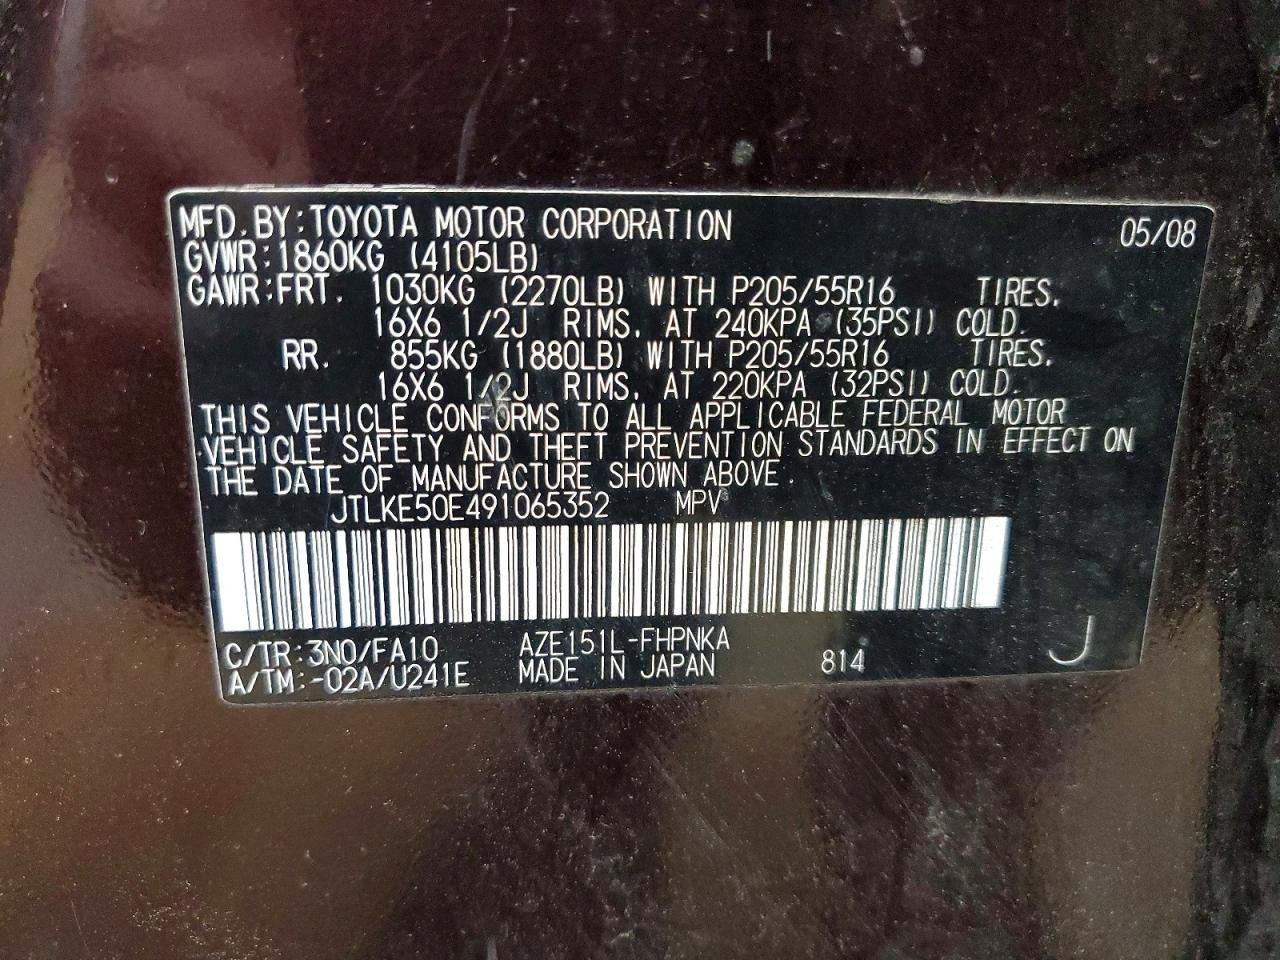 MFD. BY: TOYOTA MOTOR CORPORATION 05/08
GVWR: 1860KG (4105LB)
GAWR: FRT. 1030KG (2270LB) WITH P205/55R16 TIRES,
16X6 1/2J RIMS, AT 240KPA (35PSI) COLD.
RR. 855KG (1880LB) WITH P205/55R16 TIRES,
16X6 1/2J RIMS, AT 220KPA (32PSI) COLD.
THIS VEHICLE CONFORMS TO ALL APPLICABLE FEDERAL MOTOR
VEHICLE SAFETY AND THEFT PREVENTION STANDARDS IN EFFECT ON
THE DATE OF MANUFACTURE SHOWN ABOVE.
JTLKE50E491065352 MPV
C/TR: 3N0/FA10 AZE151L-FHPNKA J
A/TM: -02A/U241E MADE IN JAPAN 814